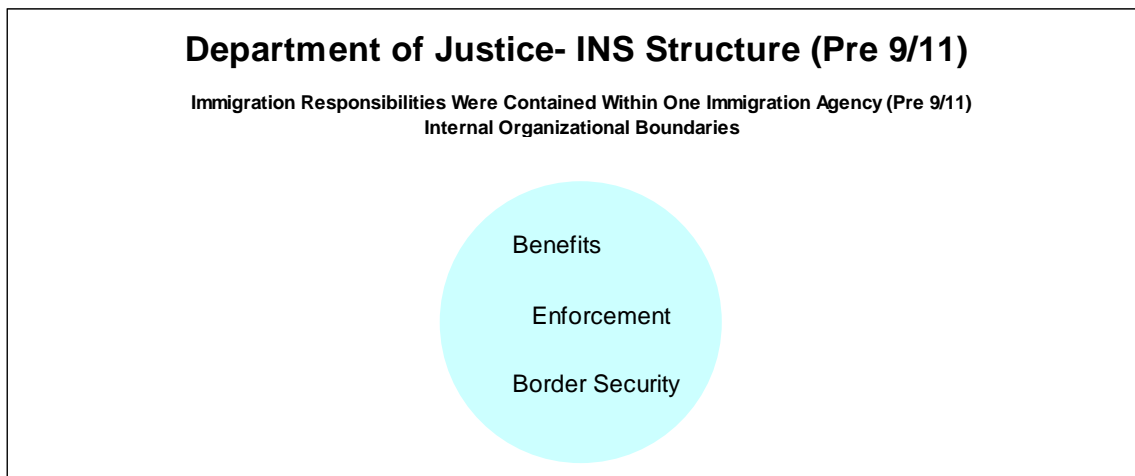 Department of Justice- INS Structure (Pre 9/11)
Immigration Responsibilities Were Contained Within One Immigration Agency (Pre 9/11)
Internal Organizational Boundaries
Benefits
Enforcement
Border Security